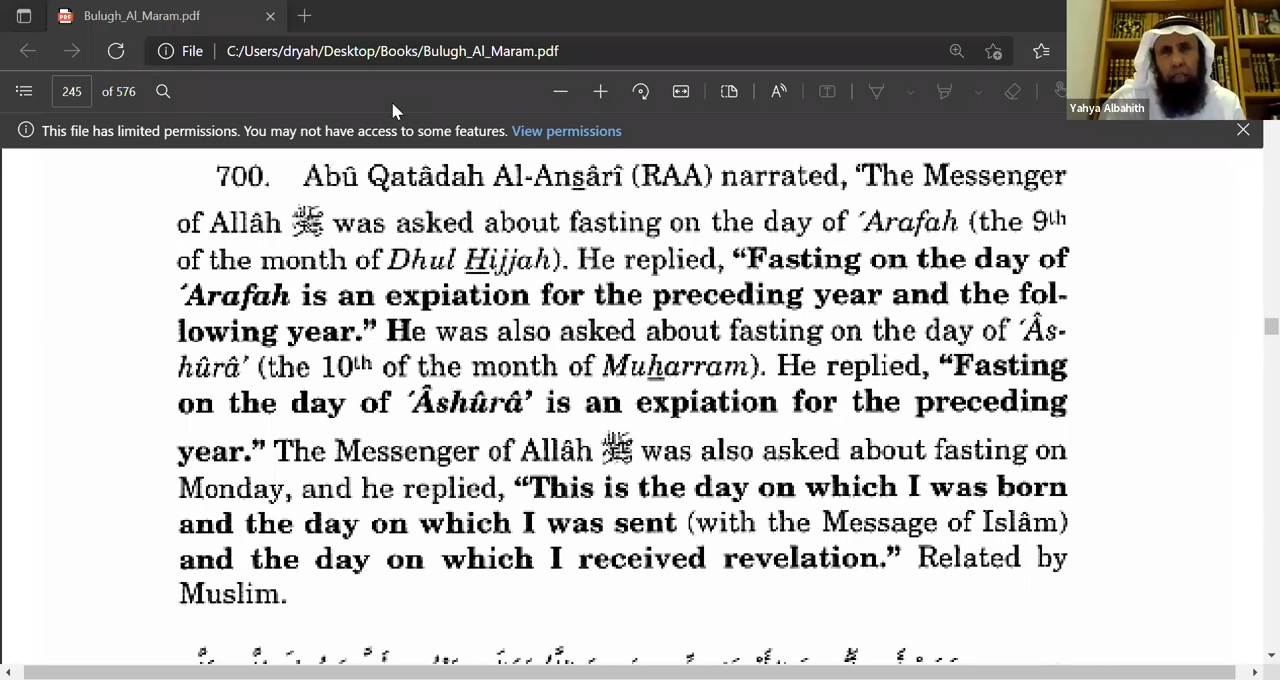 Bulugh_Al_Maram.pdf
File C:/Users/dryah/Desktop/Books/Bulugh_Al_Maram.pdf
245 of 576
Yahya Albahith
This file has limited permissions. You may not have access to some features. View permissions
700. Abû Qatâdah Al-Ansârî (RAA) narrated, 'The Messenger
of Allâh ﷺ was asked about fasting on the day of 'Arafah (the 9th
of the month of Dhul Hijjah). He replied, “Fasting on the day of
'Arafah is an expiation for the preceding year and the fol-
lowing year.” He was also asked about fasting on the day of 'Âs-
hûrâ' (the 10th of the month of Muharram). He replied, “Fasting
on the day of 'Âshûrâ' is an expiation for the preceding
year.” The Messenger of Allâh ﷺ was also asked about fasting on
Monday, and he replied, “This is the day on which I was born
and the day on which I was sent (with the Message of Islâm)
and the day on which I received revelation.” Related by
Muslim.